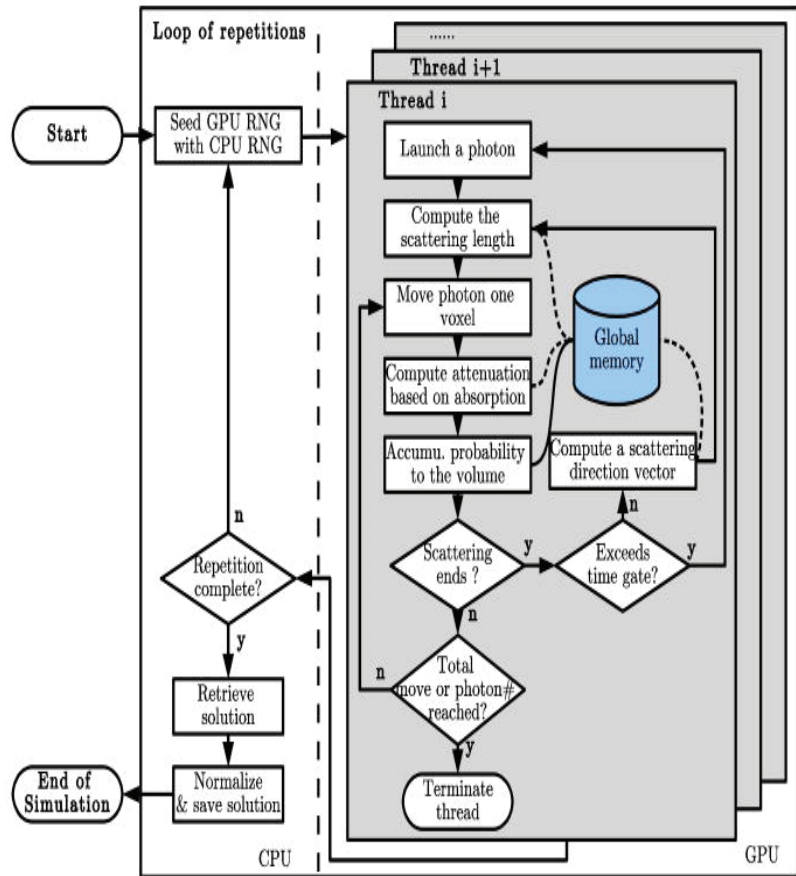 Loop of repetitions
......
Thread i+1
Thread i
Start
Seed GPU RNG
with CPU RNG
Launch a photon
Compute the
scattering length
Move photon one
voxel
Global
memory
Compute attenuation
based on absorption
Accumu. probability
to the volume
Compute a scattering
direction vector
n
n
Repetition
complete?
Scattering
ends ?
y
Exceeds
time gate?
y
y
n
n
Total
move or photon#
reached?
Retrieve
solution
y
End of
Simulation
Normalize
& save solution
Terminate
thread
CPU
GPU